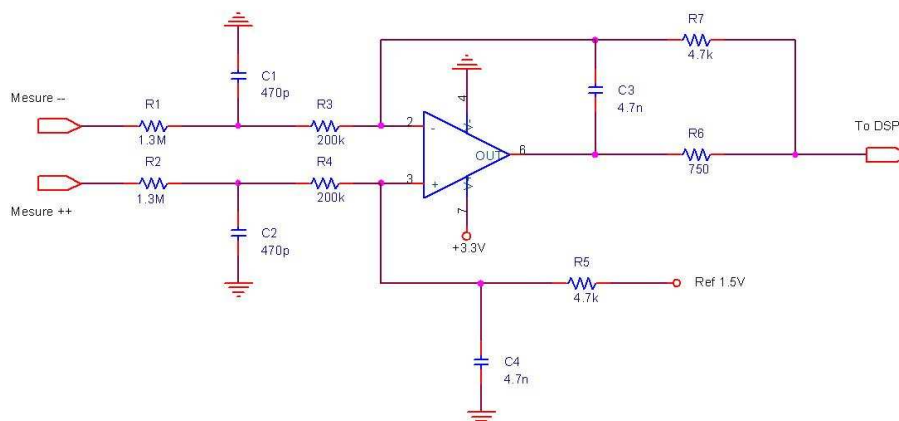 R7
4.7k
C1
470p
Mesure --
R1
1.3M
R3
200k
4
V-
C3
4.7n
To DSP
2
-
OUT
6
R6
750
R2
1.3M
R4
200k
3
+
V+
7
Mesure ++
C2
470p
+3.3V
R5
4.7k
Ref 1.5V
C4
4.7n